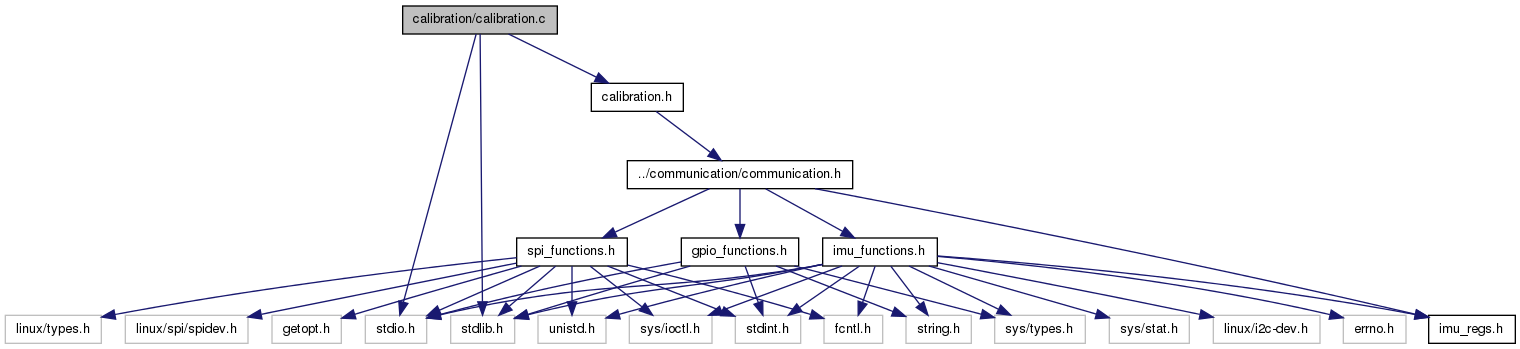 calibration/calibration.c
calibration.h
../communication/communication.h
spi_functions.h
gpio_functions.h
imu_functions.h
linux/types.h
linux/spi/spidev.h
getopt.h
stdio.h
stdlib.h
unistd.h
sys/ioctl.h
stdint.h
fcntl.h
string.h
sys/types.h
sys/stat.h
linux/i2c-dev.h
errno.h
imu_regs.h